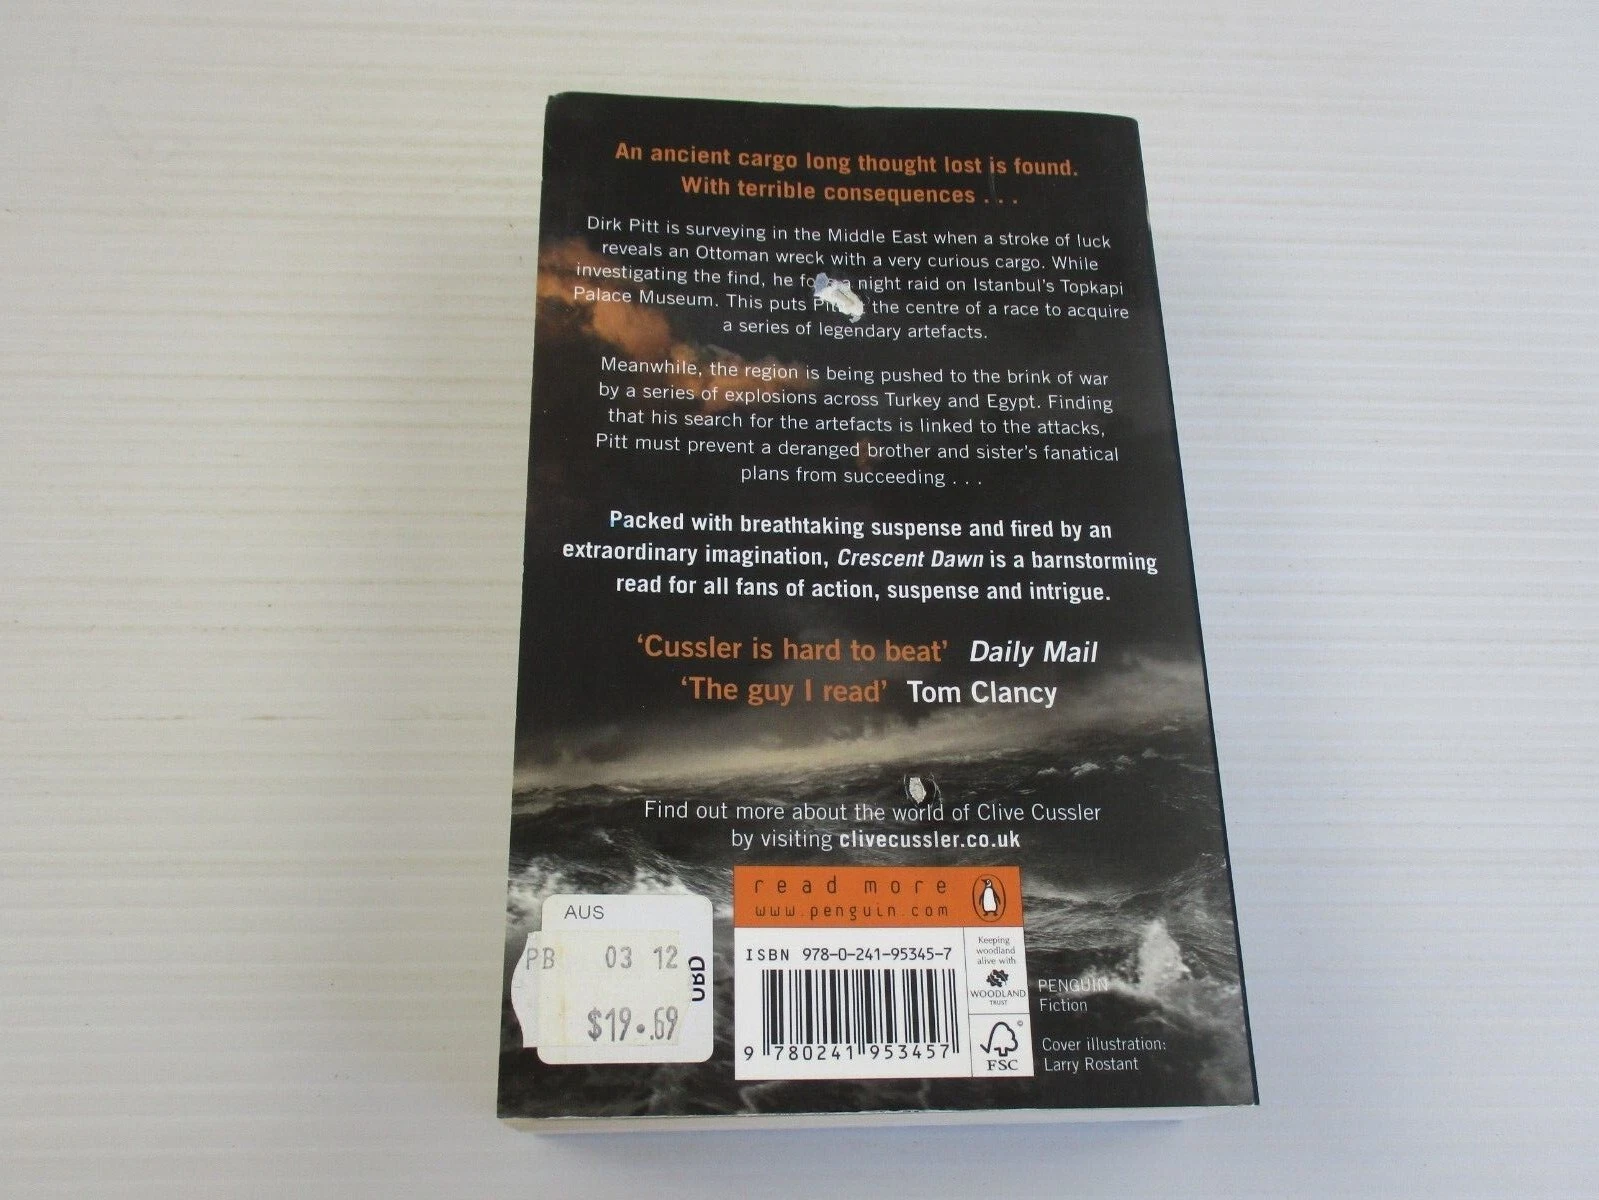 An ancient cargo long thought lost is found.
With terrible consequences . . .
Dirk Pitt is surveying in the Middle East when a stroke of luck
reveals an Ottoman wreck with a very curious cargo. While
investigating the find, he a night raid on Istanbul's Topkapi
Palace Museum. This puts the centre of a race to acquire
a series of legendary artefacts.
Meanwhile, the region is being pushed to the brink of war
by a series of explosions across Turkey and Egypt. Finding
that his search for the artefacts is linked to the attacks,
Pitt must prevent a deranged brother and sister's fanatical
plans from succeeding . . .
Packed with breathtaking suspense and fired by an
extraordinary imagination, Crescent Dawn is a barnstorming
read for all fans of action, suspense and intrigue.
‘Cussler is hard to beat’ Daily Mail
‘The guy I read’ Tom Clancy
Find out more about the world of Clive Cussler
by visiting clivecussler.co.uk
read more
www.penguin.com
AUS
PB 03 12
$19.69
ISBN 978-0-241-95345-7
9 780241 953457
Keeping
woodland
alive with
WOODLAND
TRUST
FSC
PENGUIN
Fiction
Cover illustration:
Larry Rostant